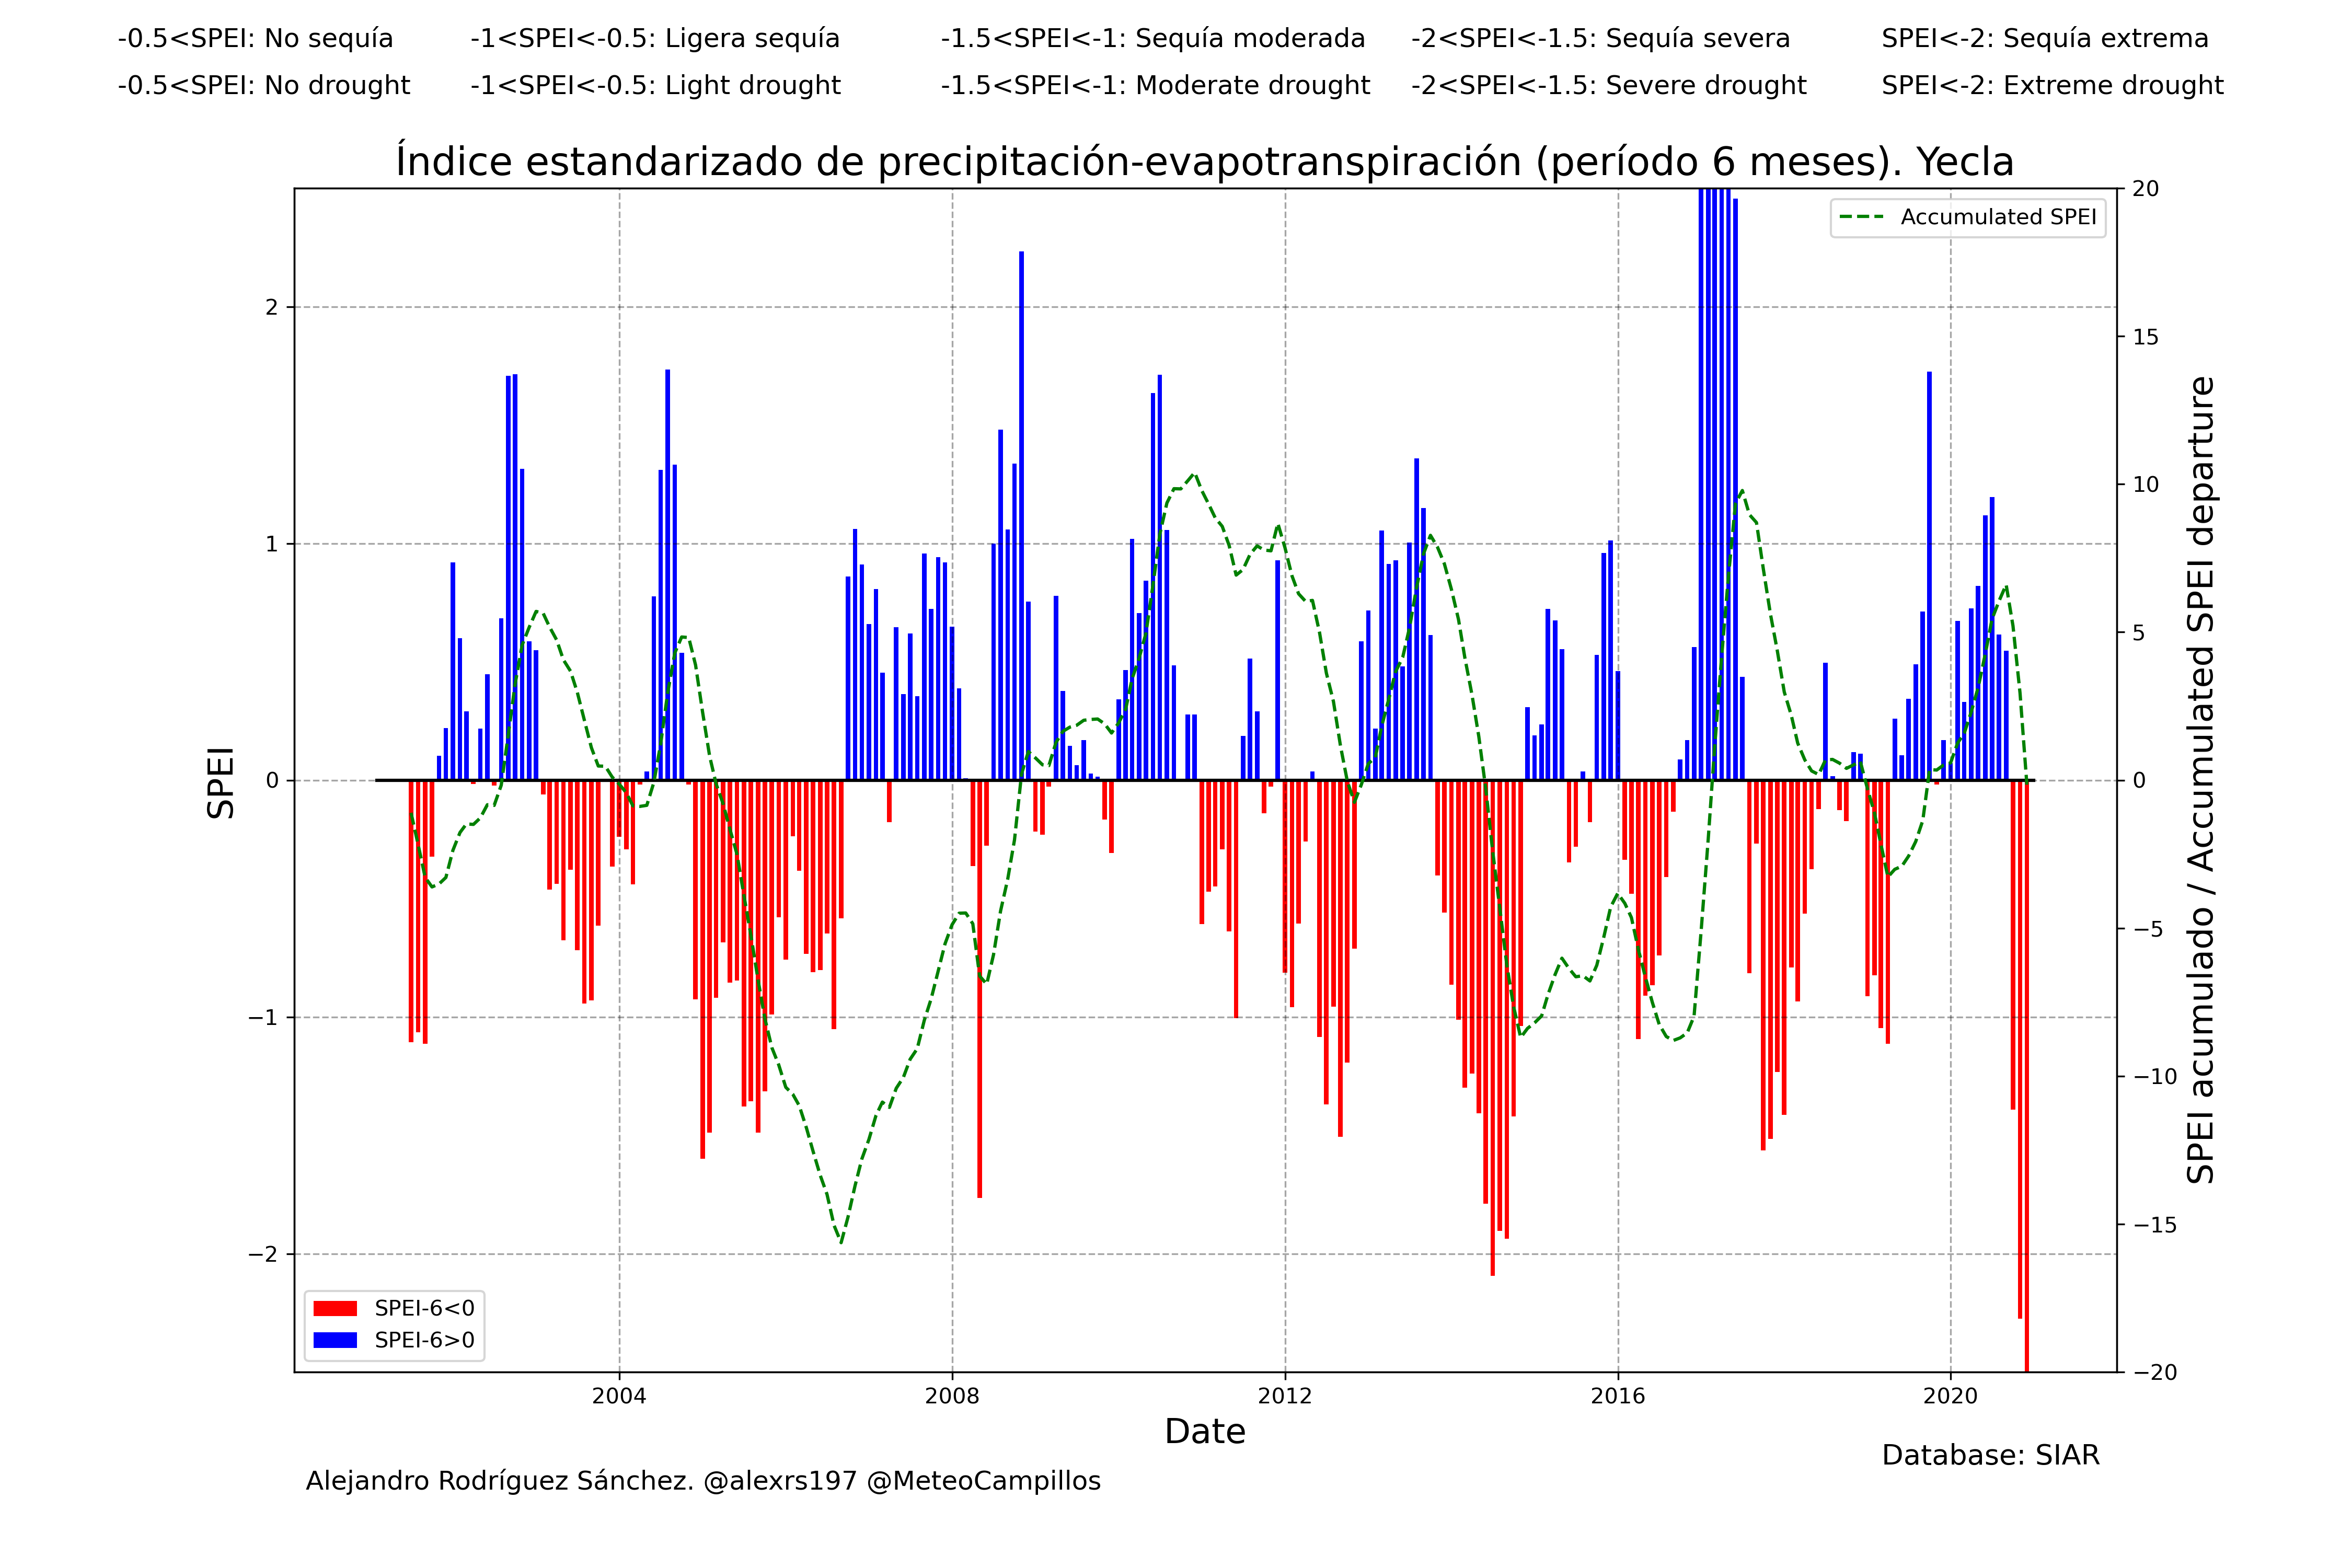 -0.5<SPEI: No sequía -1<SPEI<-0.5: Ligera sequía -1.5<SPEI<-1: Sequía moderada -2<SPEI<-1.5: Sequía severa SPEI<-2: Sequía extrema
-0.5<SPEI: No drought -1<SPEI<-0.5: Light drought -1.5<SPEI<-1: Moderate drought -2<SPEI<-1.5: Severe drought SPEI<-2: Extreme drought
Índice estandarizado de precipitación-evapotranspiración (período 6 meses). Yecla
Accumulated SPEI
2
1
0
−1
−2
SPEI
20
15
10
5
0
−5
−10
−15
−20
SPEI acumulado / Accumulated SPEI departure
SPEI-6<0
SPEI-6>0
2004 2008 2012 2016 2020
Date
Database: SIAR
Alejandro Rodríguez Sánchez. @alexrs197 @MeteoCampillos